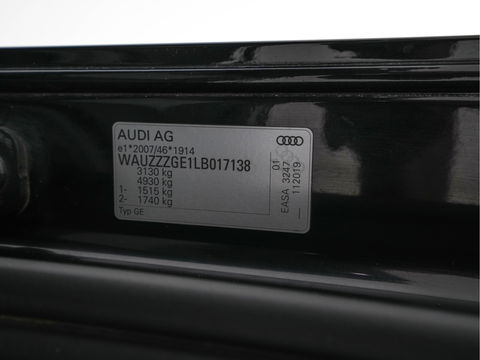 AUDI AG
e1*2007/46*1914
WAUZZZGE1LB017138
3130 kg
4930 kg
1- 1515 kg
2- 1740 kg
Typ GE
01
EASA 3247
112019